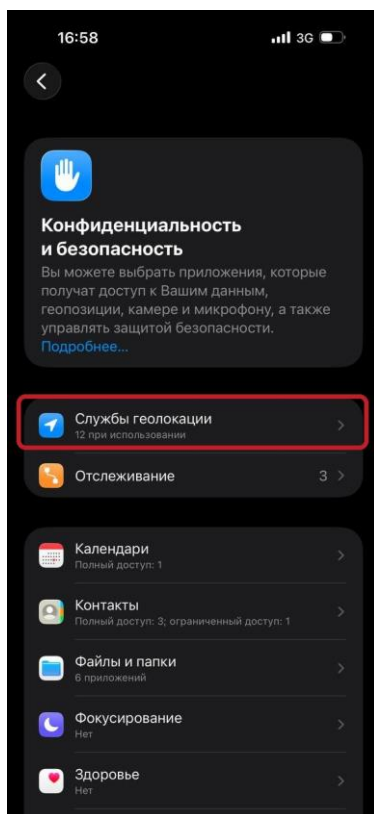 16:58
3G
Конфиденциальность
и безопасность
Вы можете выбрать приложения, которые
получат доступ к Вашим данным,
геопозиции, камере и микрофону, а также
управлять защитой безопасности.
Подробнее...
Службы геолокации
12 при использовании
Отслеживание
3
Календари
Полный доступ: 1
Контакты
Полный доступ: 3; ограниченный доступ: 1
Файлы и папки
6 приложений
Фокусирование
Нет
Здоровье
Нет